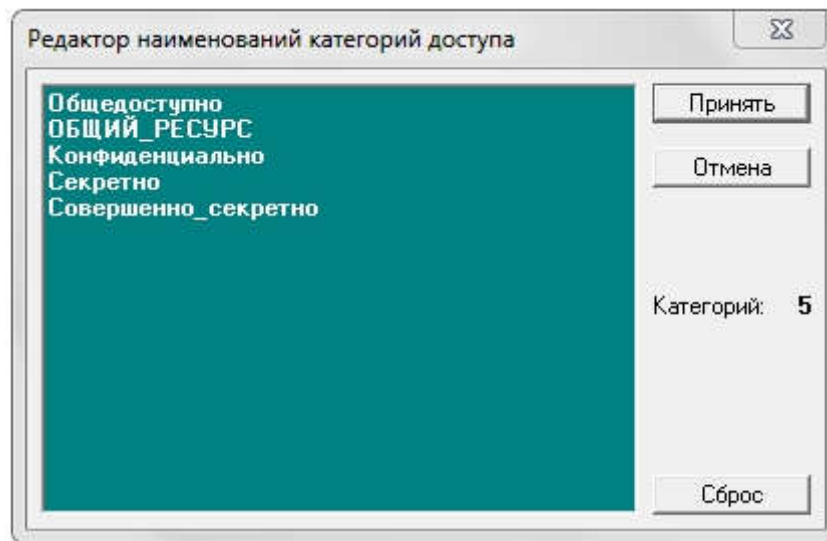 Редактор наименований категорий доступа
Общедоступно
ОБЩИЙ_РЕСУРС
Конфиденциально
Секретно
Совершенно_секретно
Принять
Отмена
Категорий: 5
Сброс